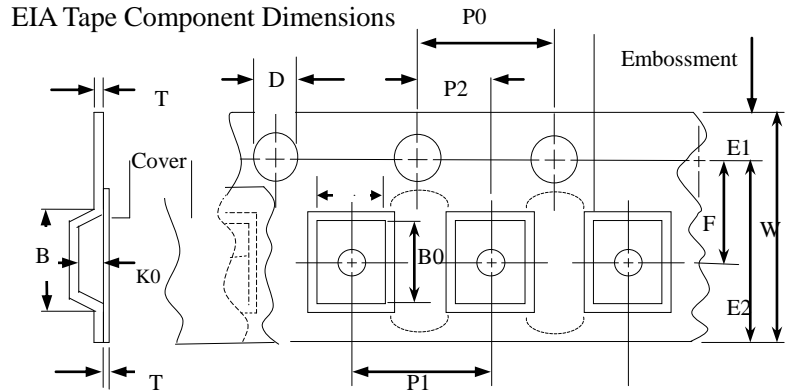 EIA Tape Component Dimensions
P0
Embossment
D
P2
T
E1
Cover
F
W
B
B0
K0
E2
P1
T